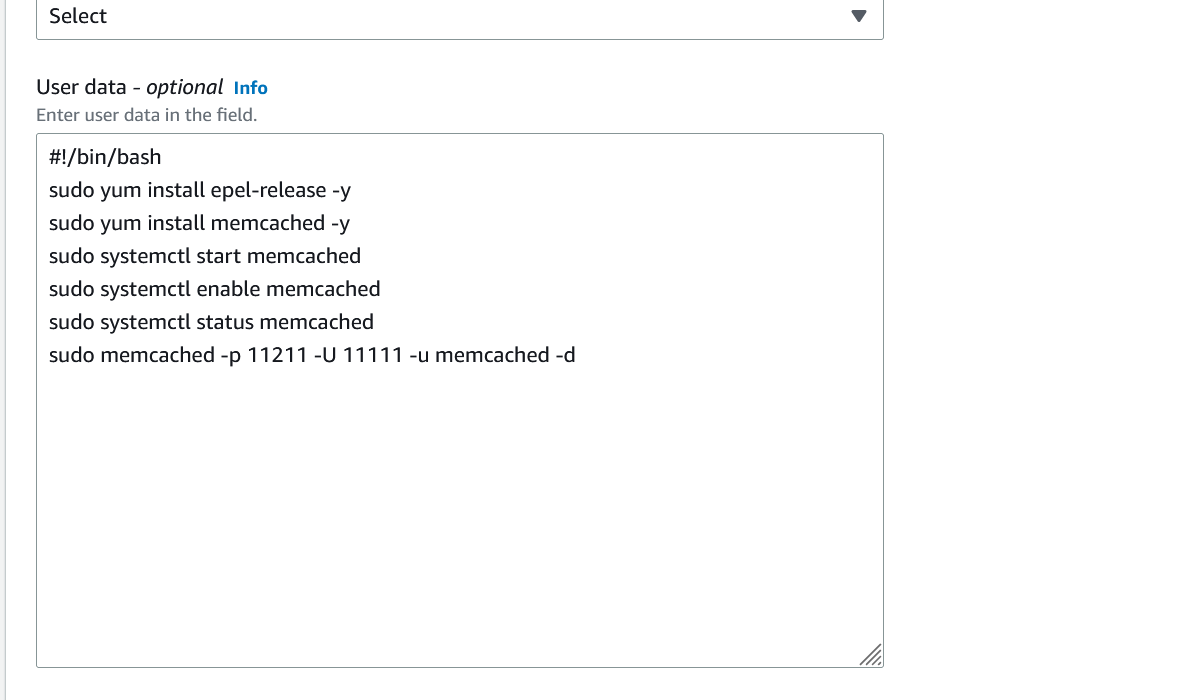 Select
User data - optional Info
Enter user data in the field.
#!/bin/bash
sudo yum install epel-release -y
sudo yum install memcached -y
sudo systemctl start memcached
sudo systemctl enable memcached
sudo systemctl status memcached
sudo memcached -p 11211 -U 11111 -u memcached -d